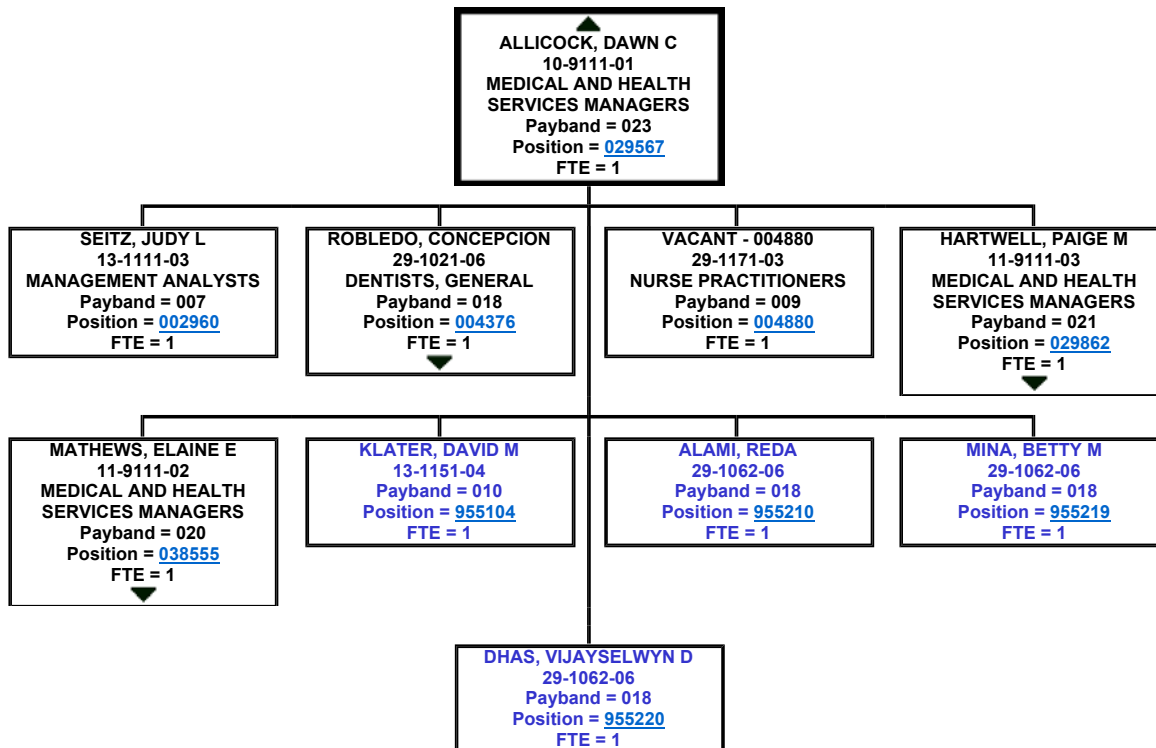 ALLICOCK, DAWN C
10-9111-01
MEDICAL AND HEALTH
SERVICES MANAGERS
Payband = 023
Position = 029567
FTE = 1
SEITZ, JUDY L
13-1111-03
MANAGEMENT ANALYSTS
Payband = 007
Position = 002960
FTE = 1
ROBLEDO, CONCEPCION
29-1021-06
DENTISTS, GENERAL
Payband = 018
Position = 004376
FTE = 1
VACANT - 004880
29-1171-03
NURSE PRACTITIONERS
Payband = 009
Position = 004880
FTE = 1
HARTWELL, PAIGE M
11-9111-03
MEDICAL AND HEALTH
SERVICES MANAGERS
Payband = 021
Position = 029862
FTE = 1
MATHEWS, ELAINE E
11-9111-02
MEDICAL AND HEALTH
SERVICES MANAGERS
Payband = 020
Position = 038555
FTE = 1
KLATER, DAVID M
13-1151-04
Payband = 010
Position = 955104
FTE = 1
ALAMI, REDA
29-1062-06
Payband = 018
Position = 955210
FTE = 1
MINA, BETTY M
29-1062-06
Payband = 018
Position = 955219
FTE = 1
DHAS, VIJAYSELWYN D
29-1062-06
Payband = 018
Position = 955220
FTE = 1